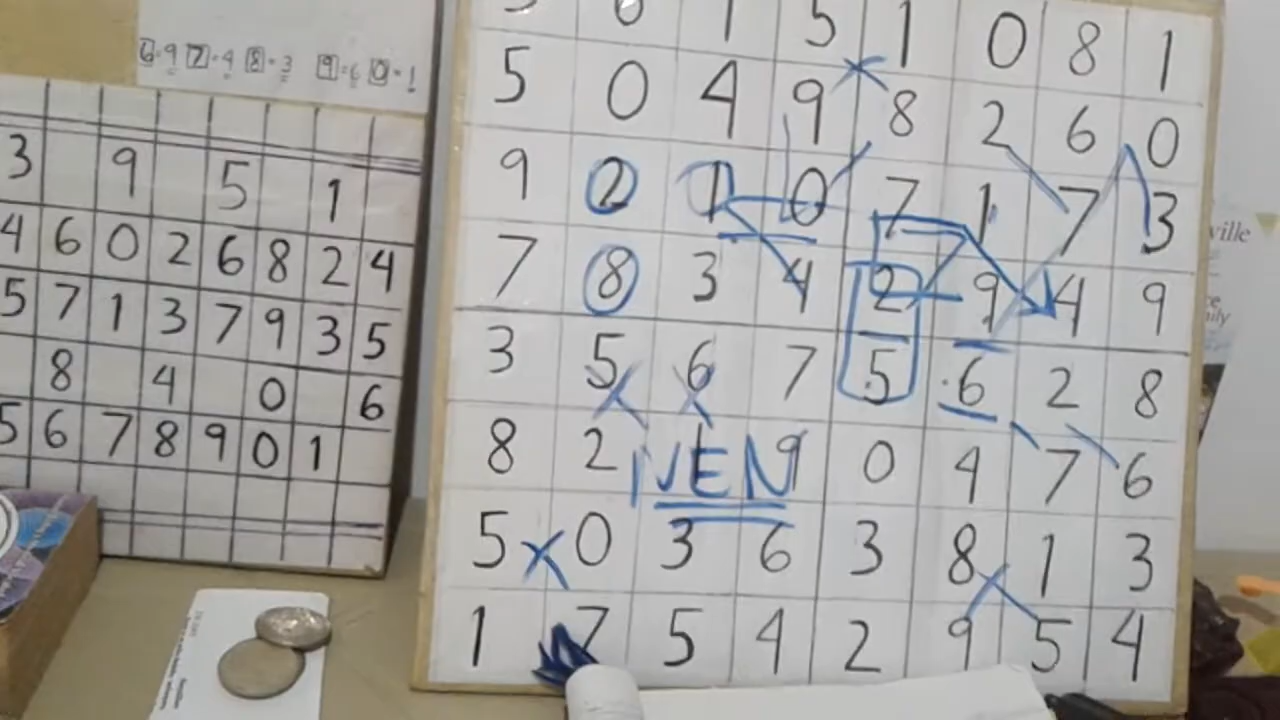 6=9 7=4 8=3 9=6 0=1
3 9 5 1
4 6 0 2 6 8 2 4
5 7 1 3 7 9 3 5
8 4 0 6
5 6 7 8 9 0 1
5 1 0 8 1
5 0 4 9 8 2 6 0
9 2 1 0 7 1 7 3
7 8 3 4 2 9 4 9
3 5 6 7 5 6 2 8
8 2 1 9 0 4 7 6
NEN
5 0 3 6 3 8 1 3
1 7 5 4 2 9 5 4
ville